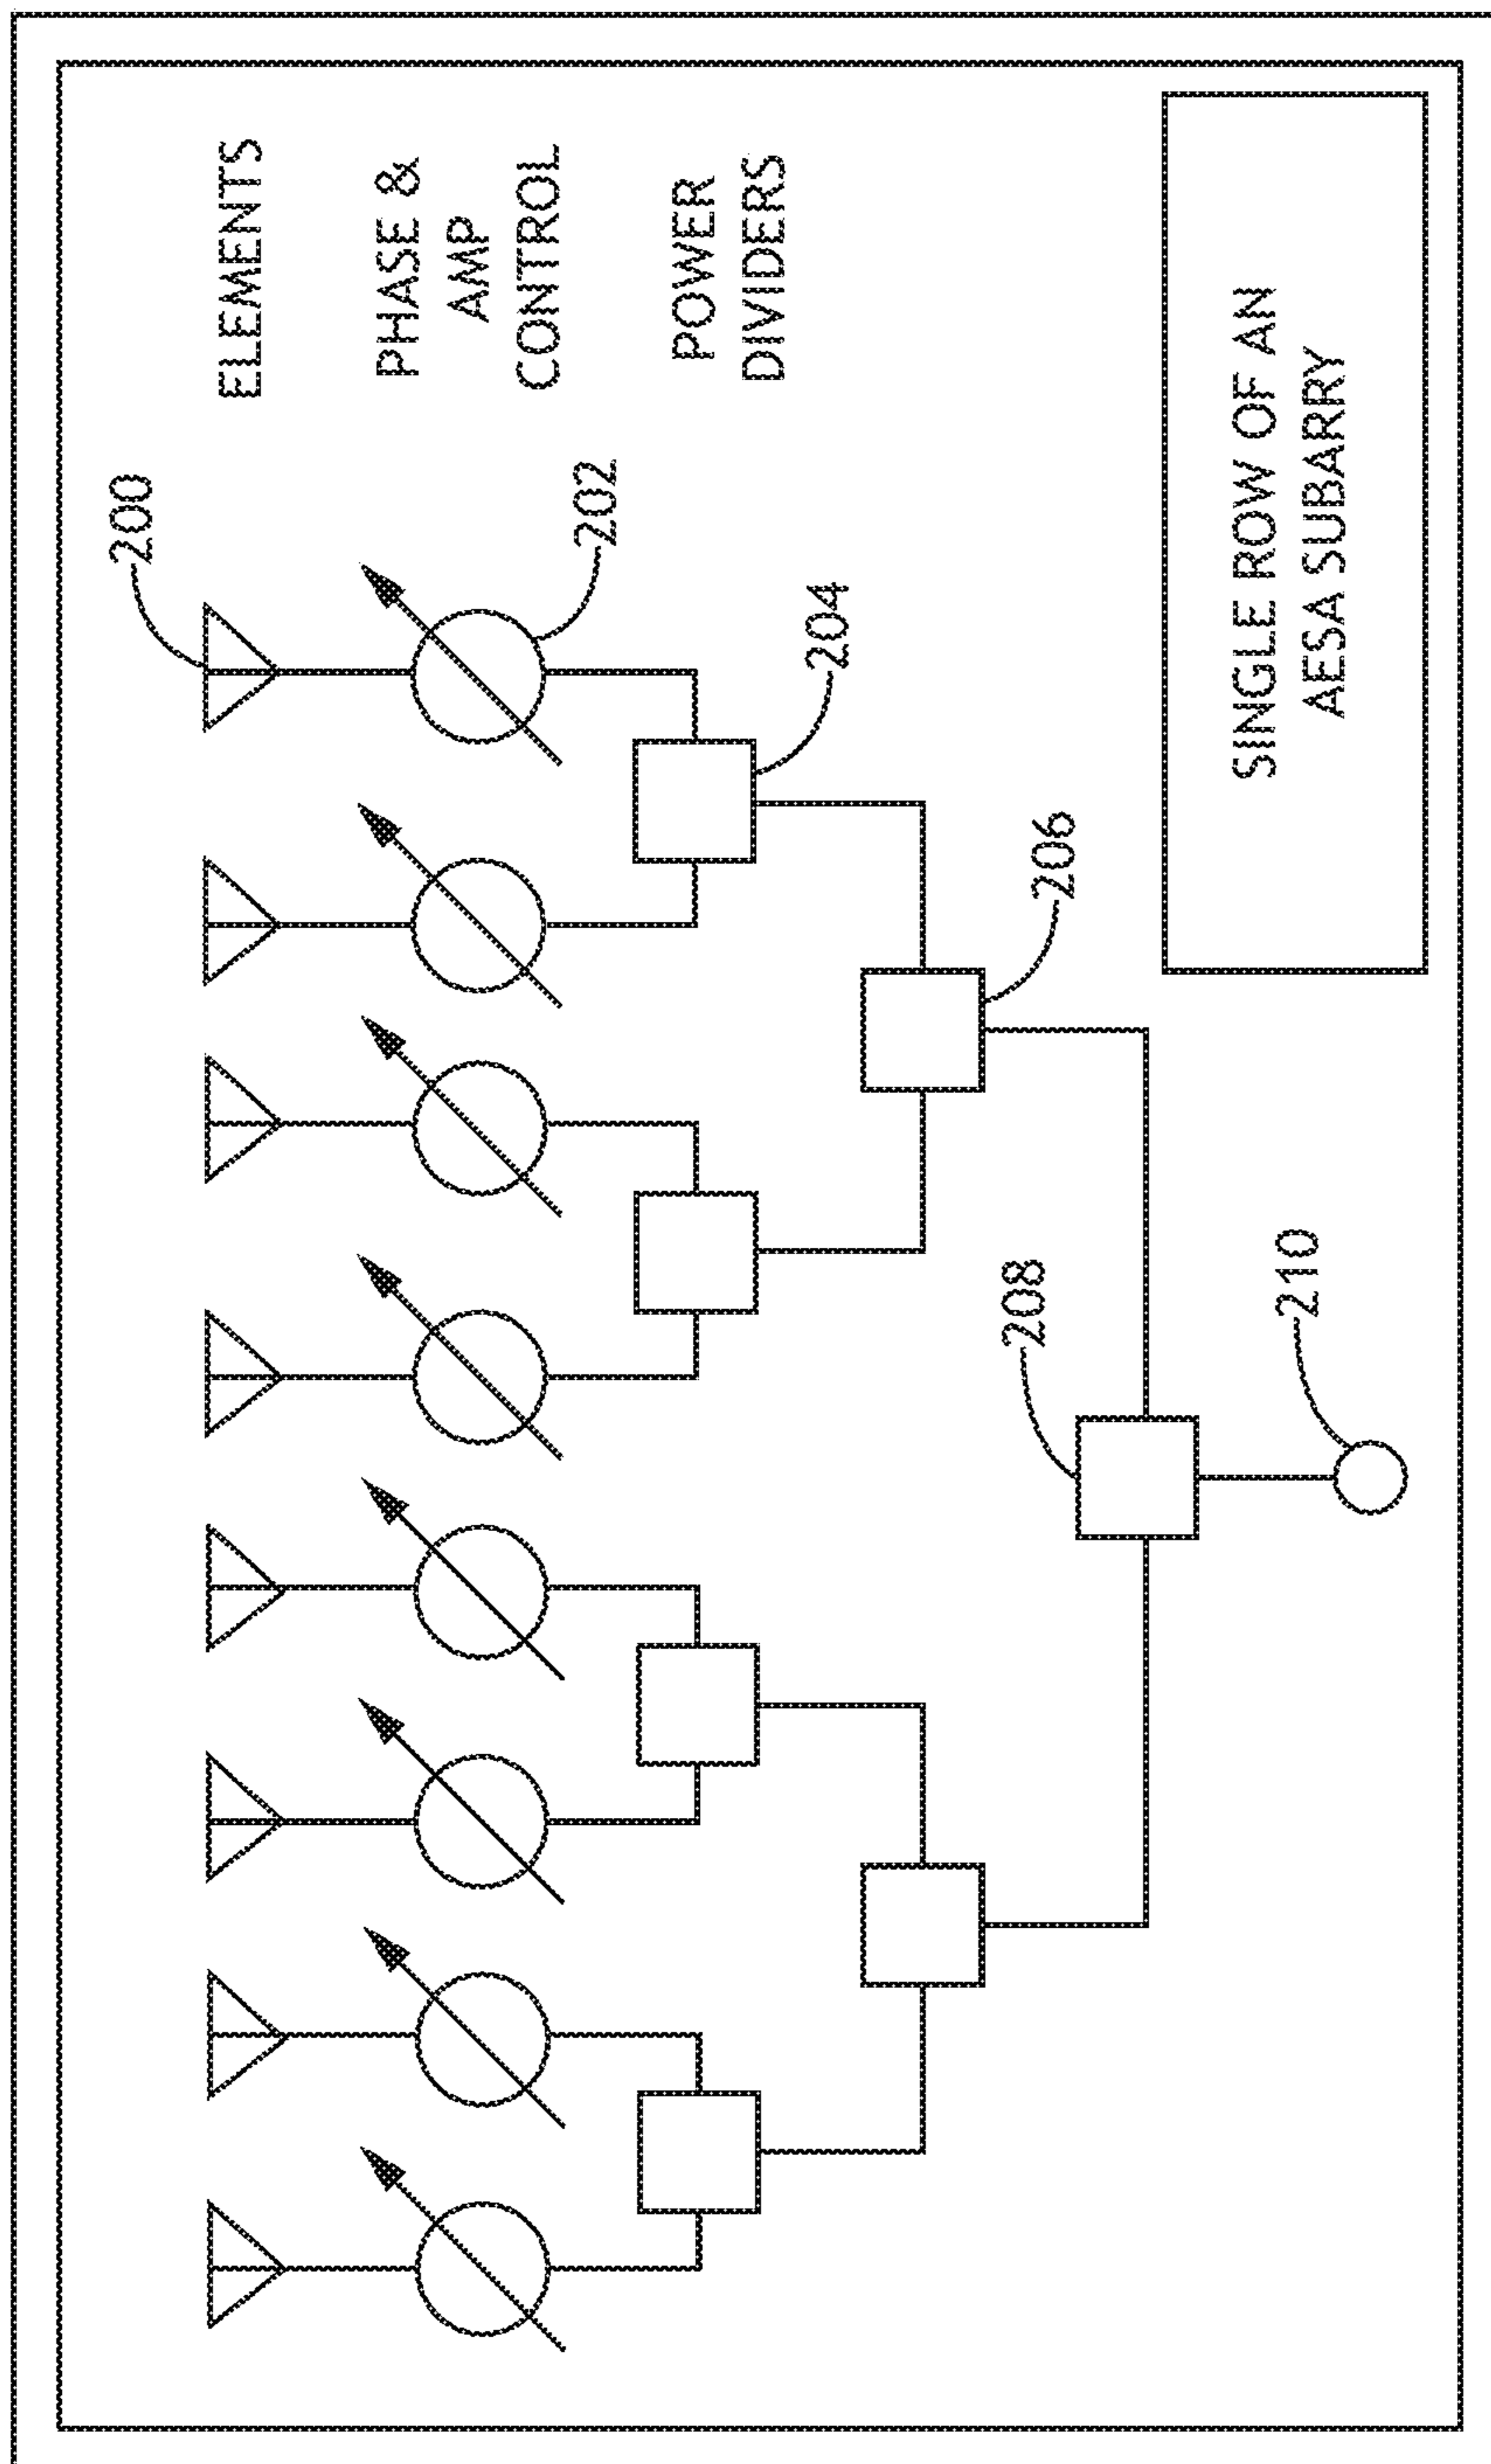 200
ELEMENTS
202
PHASE &
AMP
CONTROL
204
POWER
DIVIDERS
206
208
210
SINGLE ROW OF AN
AESA SUBARRY